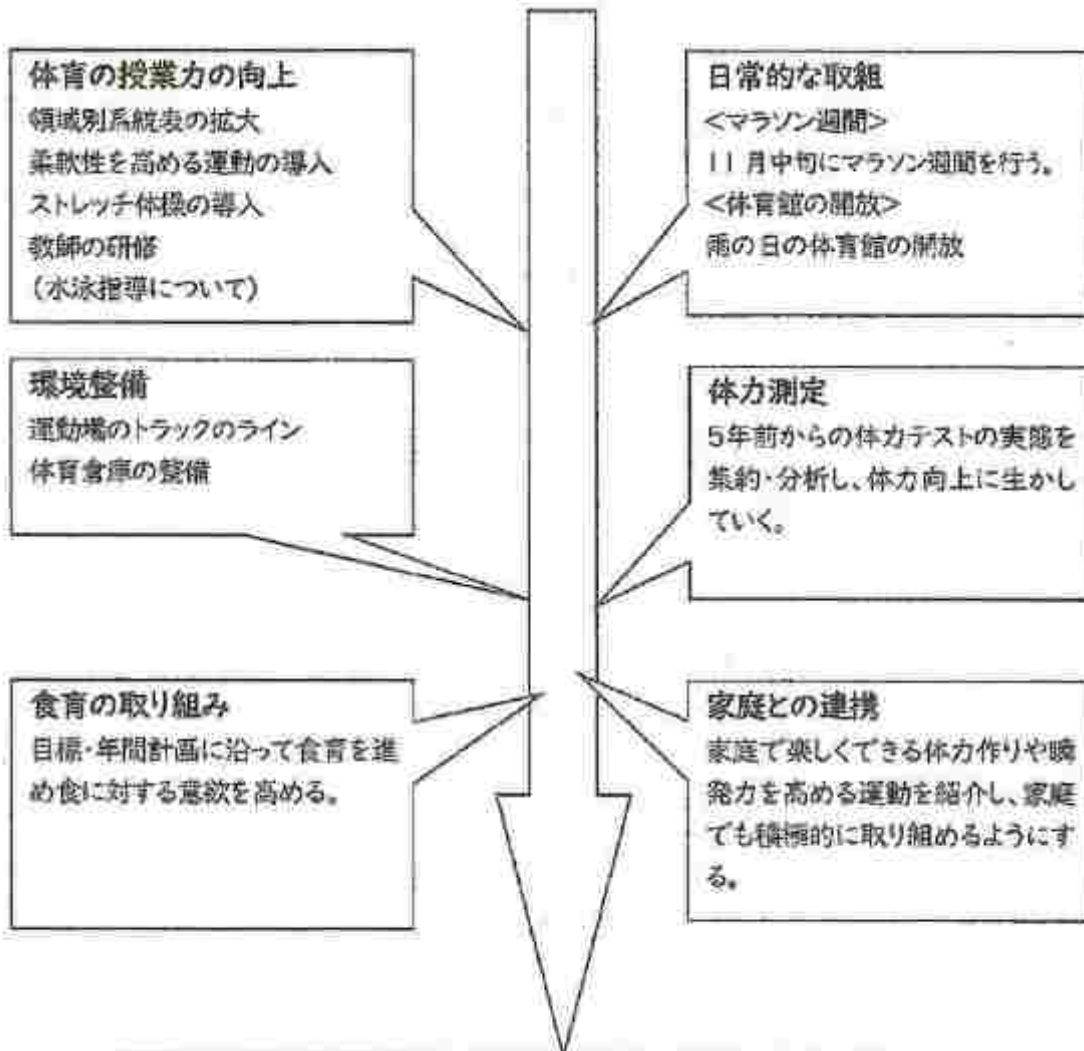 体育の授業力の向上
領域別系統表の拡大
柔軟性を高める運動の導入
ストレッチ体操の導入
教師の研修
(水泳指導について)
日常的な取組
<マラソン週間>
11月中旬にマラソン週間を行う。
<体育館の開放>
雨の日の体育館の開放
環境整備
運動場のトラックのライン
体育倉庫の整備
体力測定
5年前からの体力テストの実態を
集約・分析し、体力向上に生かし
ていく。
食育の取り組み
目標・年間計画に沿って食育を進
め食に対する意欲を高める。
家庭との連携
家庭で楽しくできる体力作りや瞬
発力を高める運動を紹介し、家庭
でも積極的に取り組めるようにす
る。